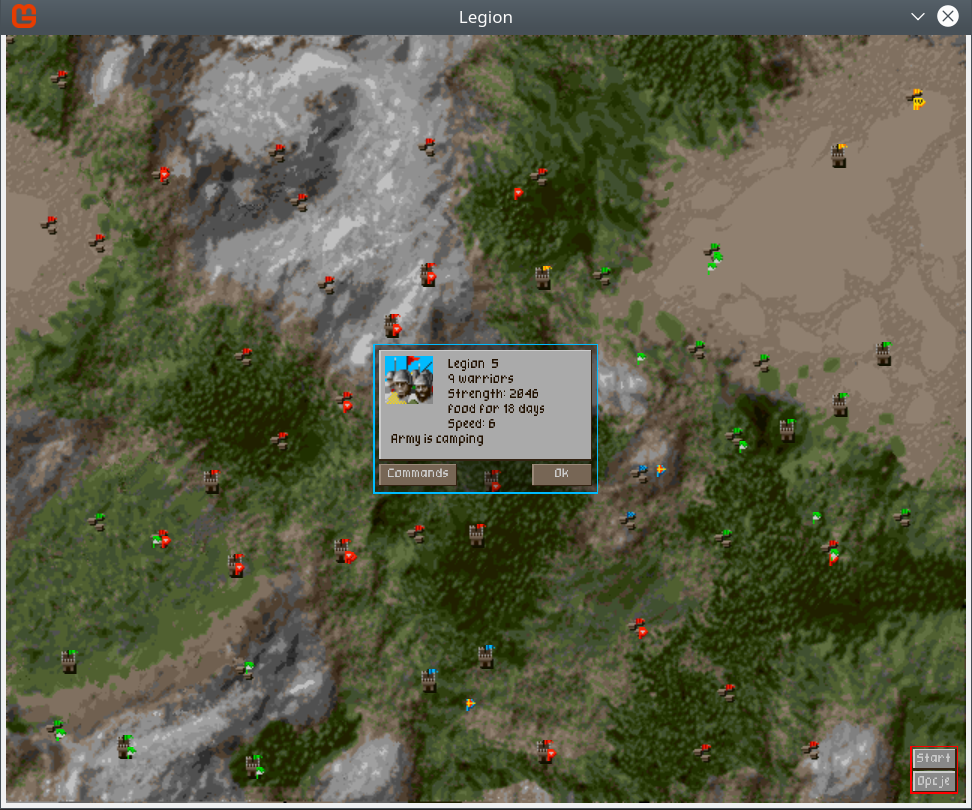 Legion
Legion 5
9 warriors
Strength: 2046
food for 18 days
Speed: 6
Army is camping
Commands
Ok
Start
Opcje